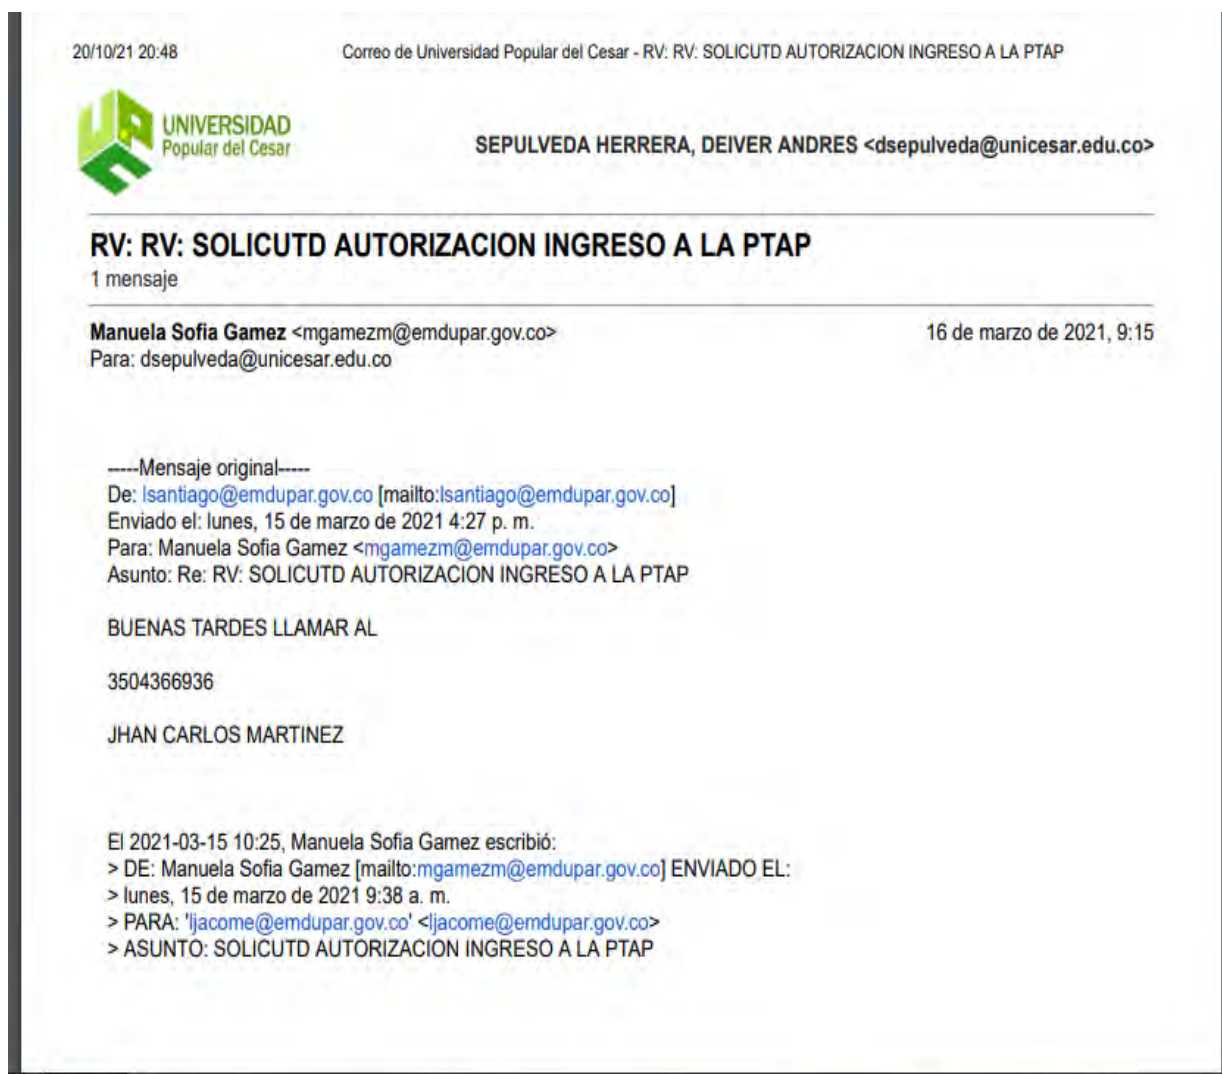 20/10/21 20:48 Correo de Universidad Popular del Cesar - RV: RV: SOLICUTD AUTORIZACION INGRESO A LA PTAP
UNIVERSIDAD
Popular del Cesar
SEPULVEDA HERRERA, DEIVER ANDRES <dsepulveda@unicesar.edu.co>
RV: RV: SOLICUTD AUTORIZACION INGRESO A LA PTAP
1 mensaje
Manuela Sofia Gamez <mgamezm@emdupar.gov.co> 16 de marzo de 2021, 9:15
Para: dsepulveda@unicesar.edu.co
-----Mensaje original-----
De: lsantiago@emdupar.gov.co [mailto:lsantiago@emdupar.gov.co]
Enviado el: lunes, 15 de marzo de 2021 4:27 p. m.
Para: Manuela Sofia Gamez <mgamezm@emdupar.gov.co>
Asunto: Re: RV: SOLICUTD AUTORIZACION INGRESO A LA PTAP
BUENAS TARDES LLAMAR AL
3504366936
JHAN CARLOS MARTINEZ
El 2021-03-15 10:25, Manuela Sofia Gamez escribió:
> DE: Manuela Sofia Gamez [mailto:mgamezm@emdupar.gov.co] ENVIADO EL:
> lunes, 15 de marzo de 2021 9:38 a. m.
> PARA: 'ljacome@emdupar.gov.co' <ljacome@emdupar.gov.co>
> ASUNTO: SOLICUTD AUTORIZACION INGRESO A LA PTAP